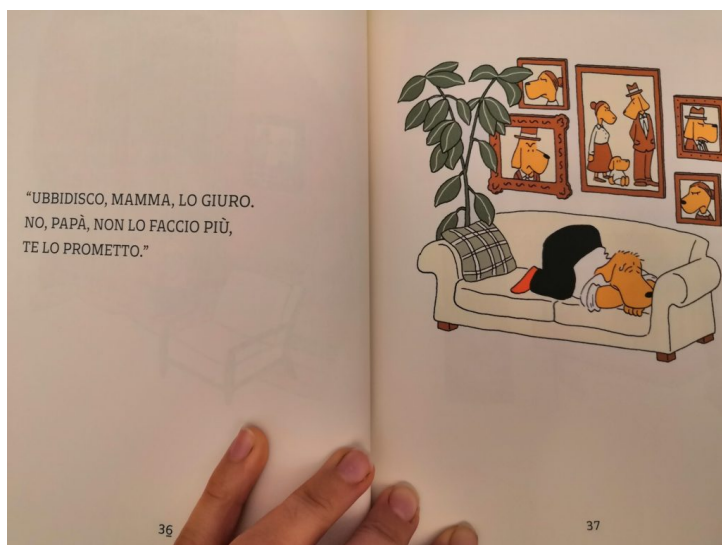 “UBBIDISCO, MAMMA, LO GIURO.
NO, PAPÀ, NON LO FACCIO PIÙ,
TE LO PROMETTO.”
36
37